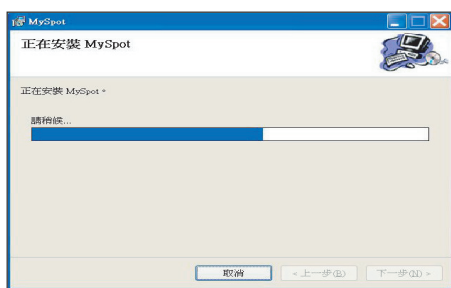 MySpot
正在安裝 MySpot
正在安裝 MySpot。
請稍候...
取消
< 上一步(B)
下一步(N) >